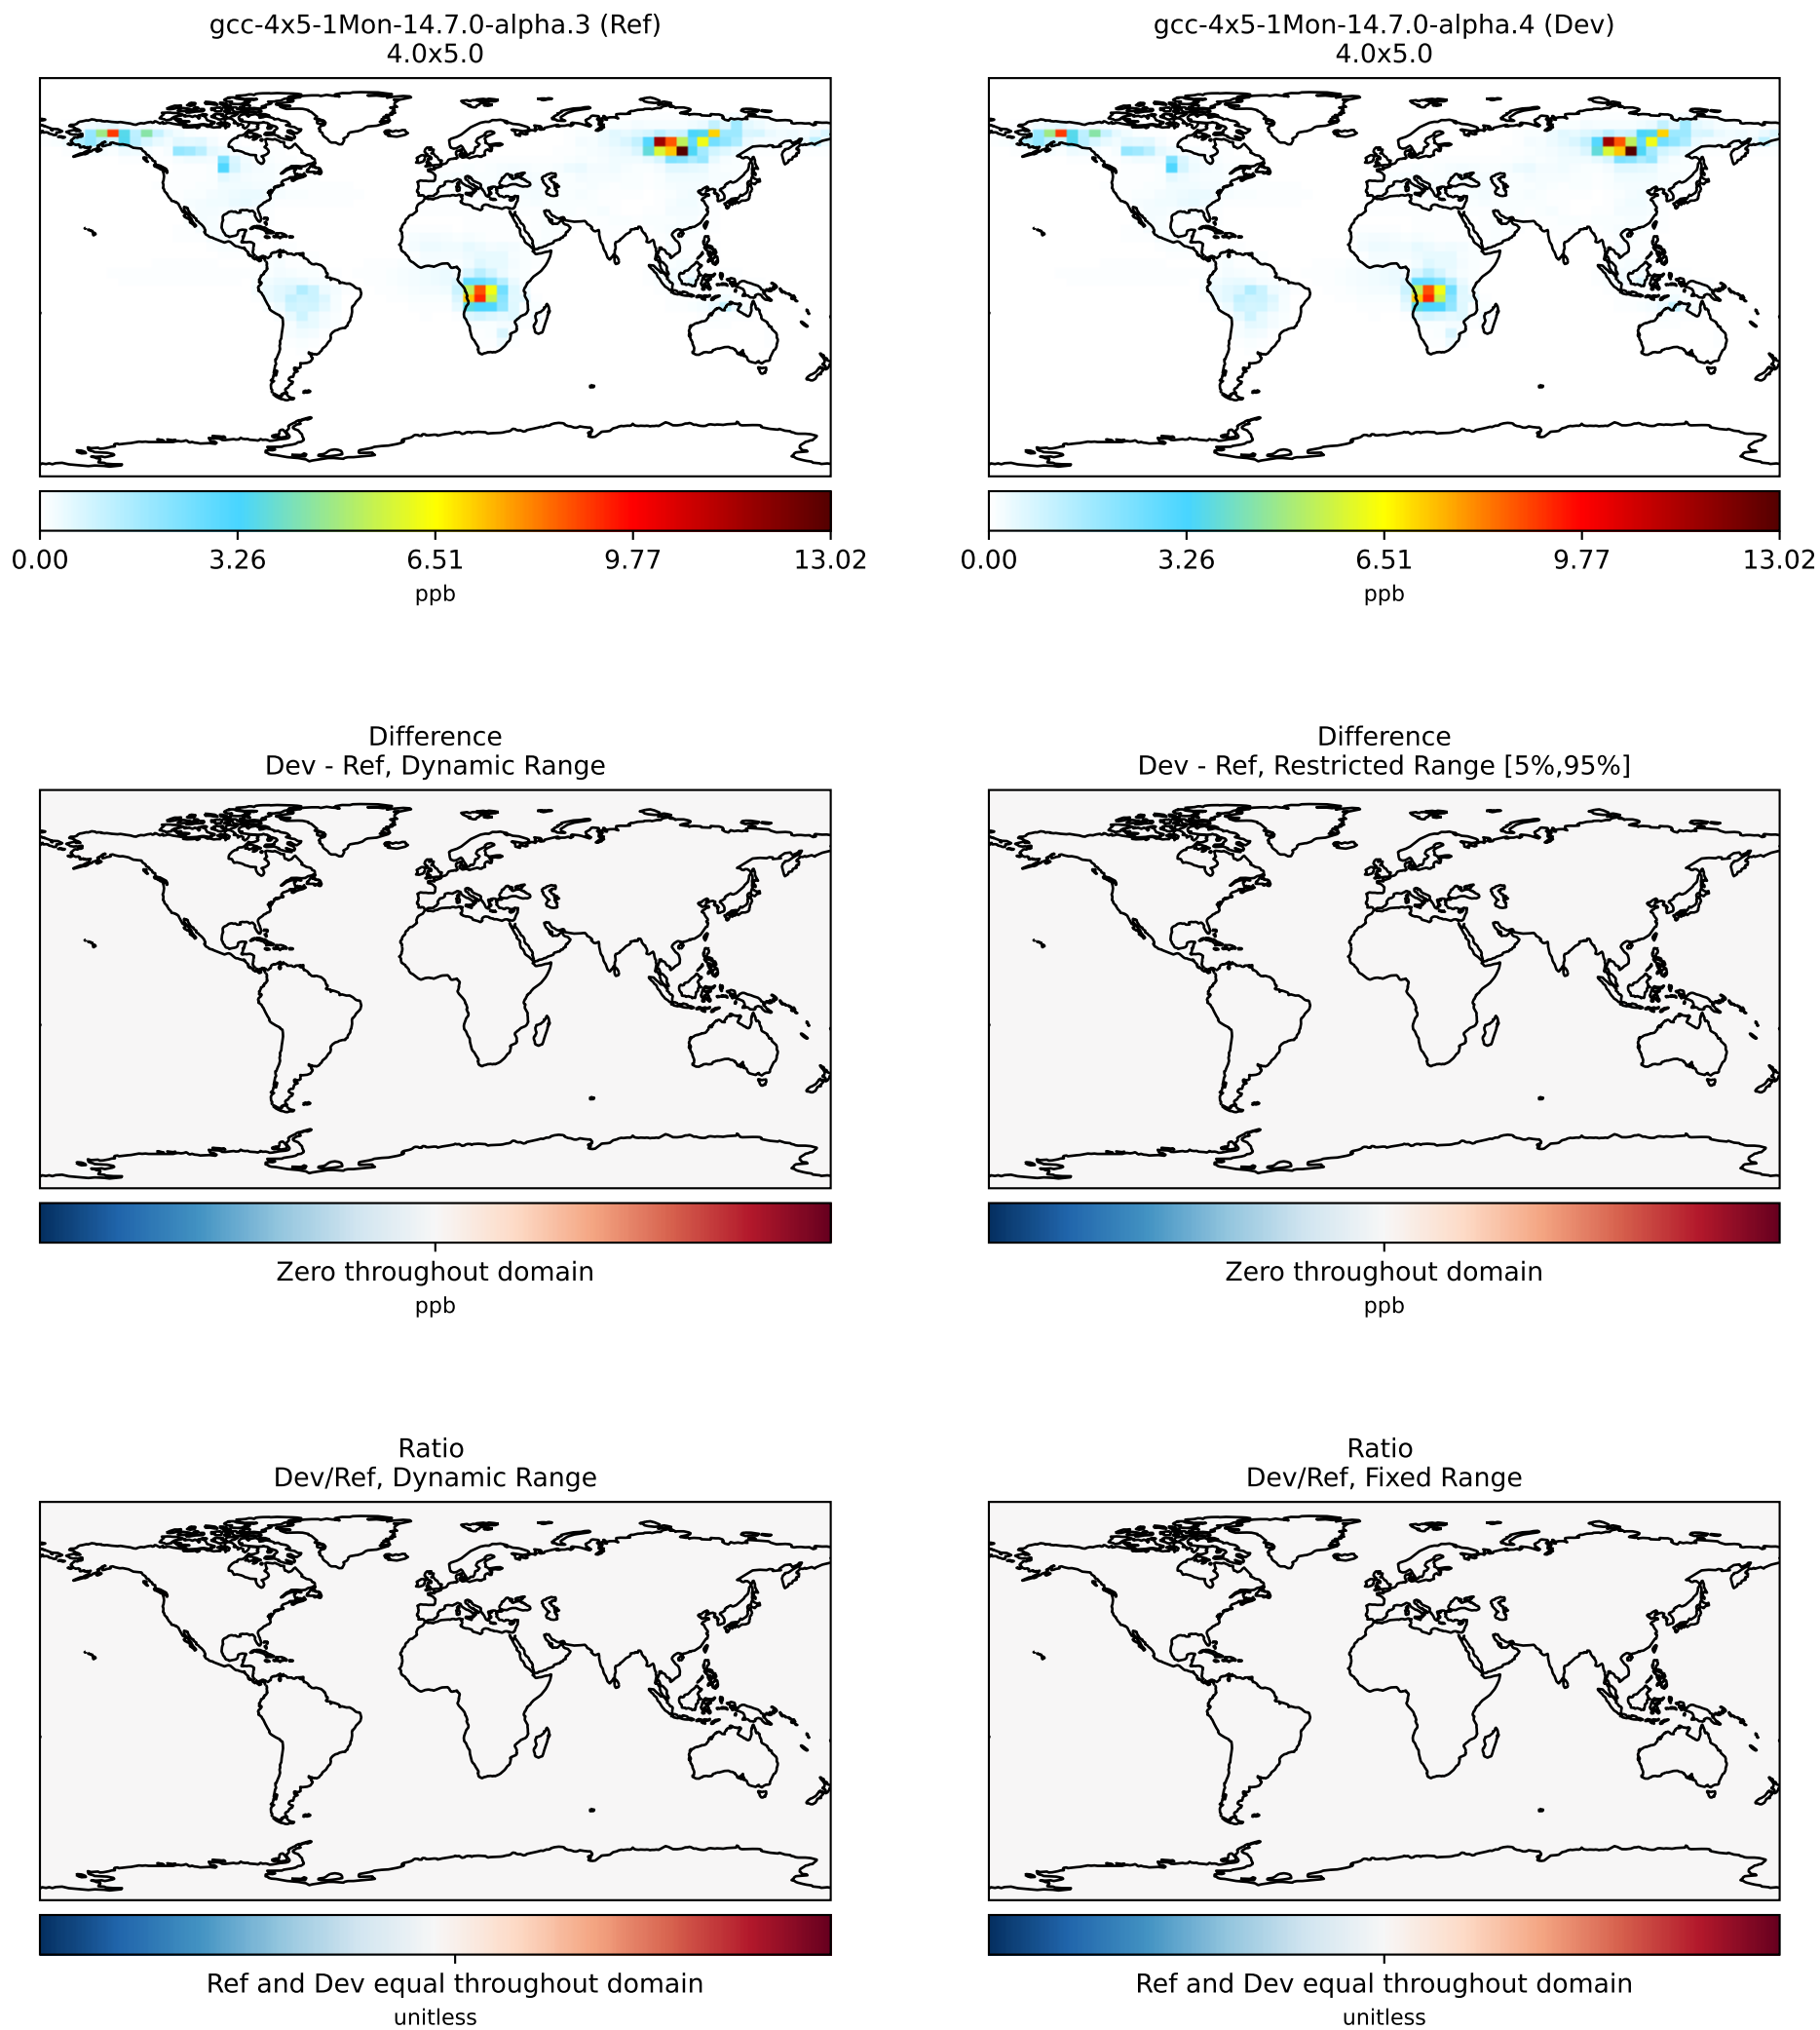 gcc-4x5-1Mon-14.7.0-alpha.3 (Ref)
4.0x5.0
gcc-4x5-1Mon-14.7.0-alpha.4 (Dev)
4.0x5.0
0.00 3.26 6.51 9.77 13.02
ppb
0.00 3.26 6.51 9.77 13.02
ppb
Difference
Dev - Ref, Dynamic Range
Difference
Dev - Ref, Restricted Range [5%,95%]
Zero throughout domain
ppb
Zero throughout domain
ppb
Ratio
Dev/Ref, Dynamic Range
Ratio
Dev/Ref, Fixed Range
Ref and Dev equal throughout domain
unitless
Ref and Dev equal throughout domain
unitless